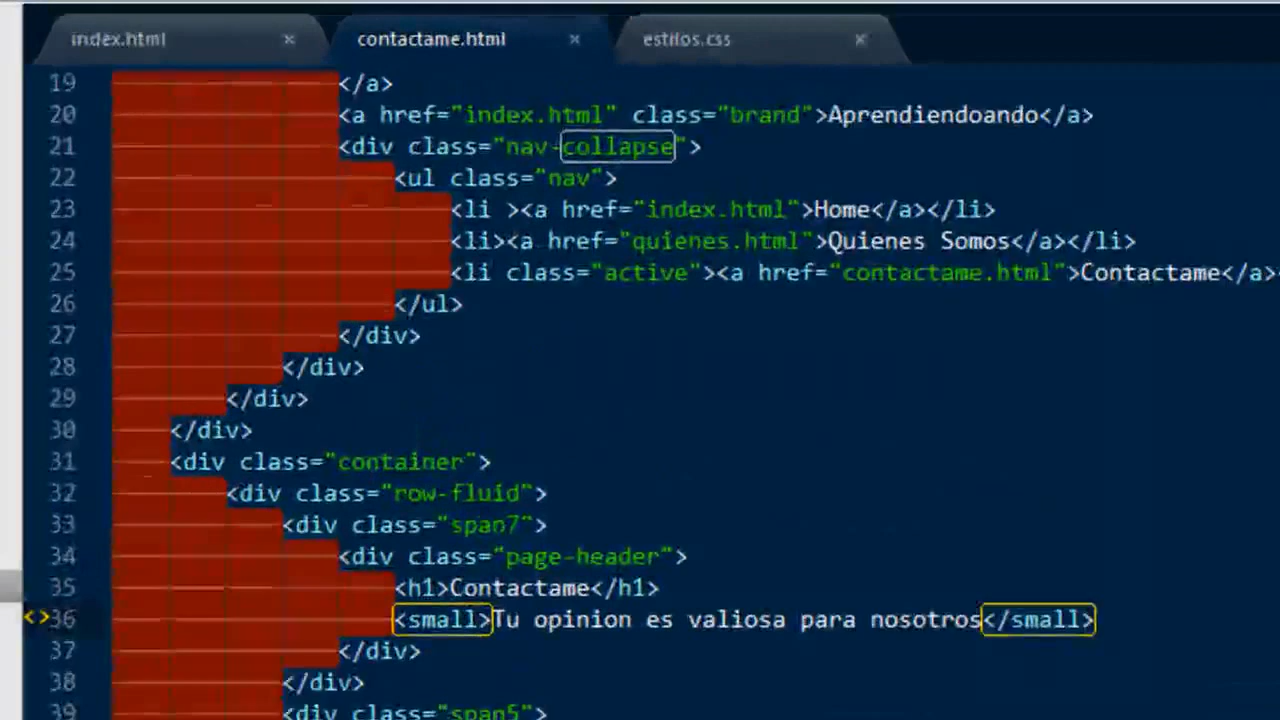 index.html × contactame.html × estilos.css ×
19 </a>
20 <a href="index.html" class="brand">Aprendiendoando</a>
21 <div class="nav-collapse">
22 <ul class="nav">
23 <li ><a href="index.html">Home</a></li>
24 <li><a href="quienes.html">Quienes Somos</a></li>
25 <li class="active"><a href="contactame.html">Contactame</a>
26 </ul>
27 </div>
28 </div>
29 </div>
30 </div>
31 <div class="container">
32 <div class="row-fluid">
33 <div class="span7">
34 <div class="page-header">
35 <h1>Contactame</h1>
<>36 <small>Tu opinion es valiosa para nosotros</small>
37 </div>
38 </div>
39 <div class="span5">